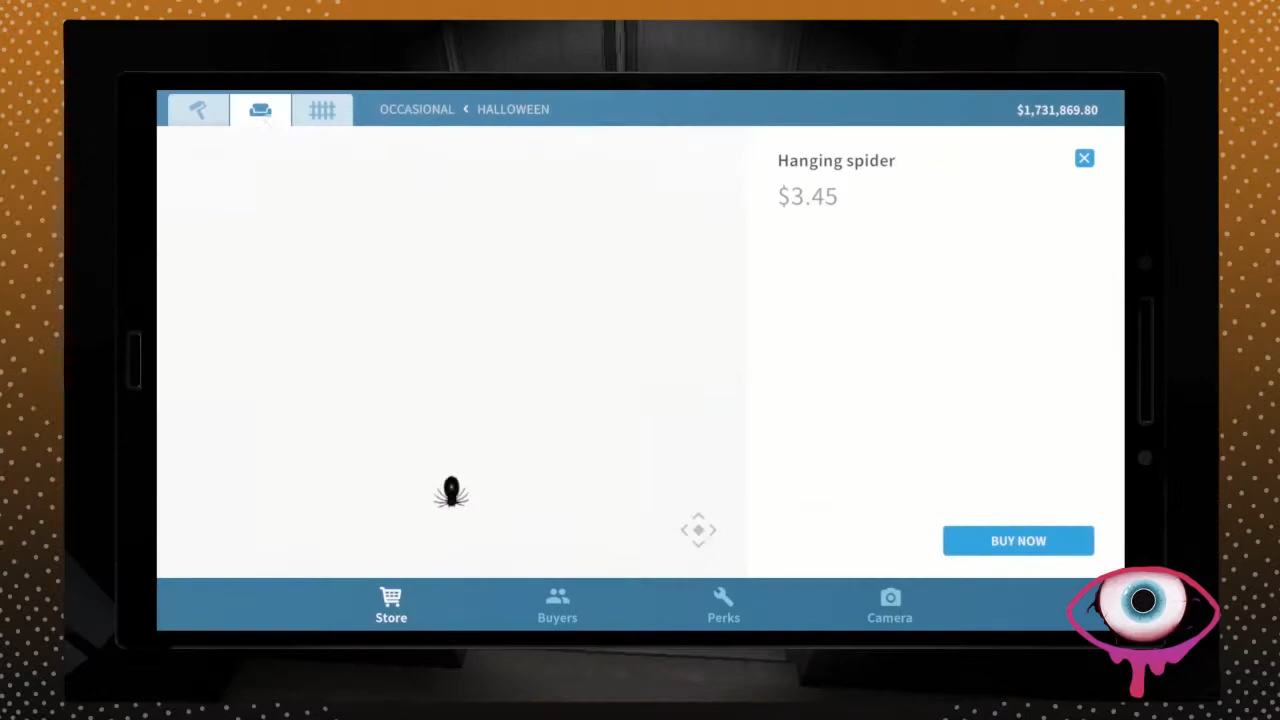 OCCASIONAL < HALLOWEEN
$1,731,869.80
Hanging spider
$3.45
BUY NOW
Store
Buyers
Perks
Camera